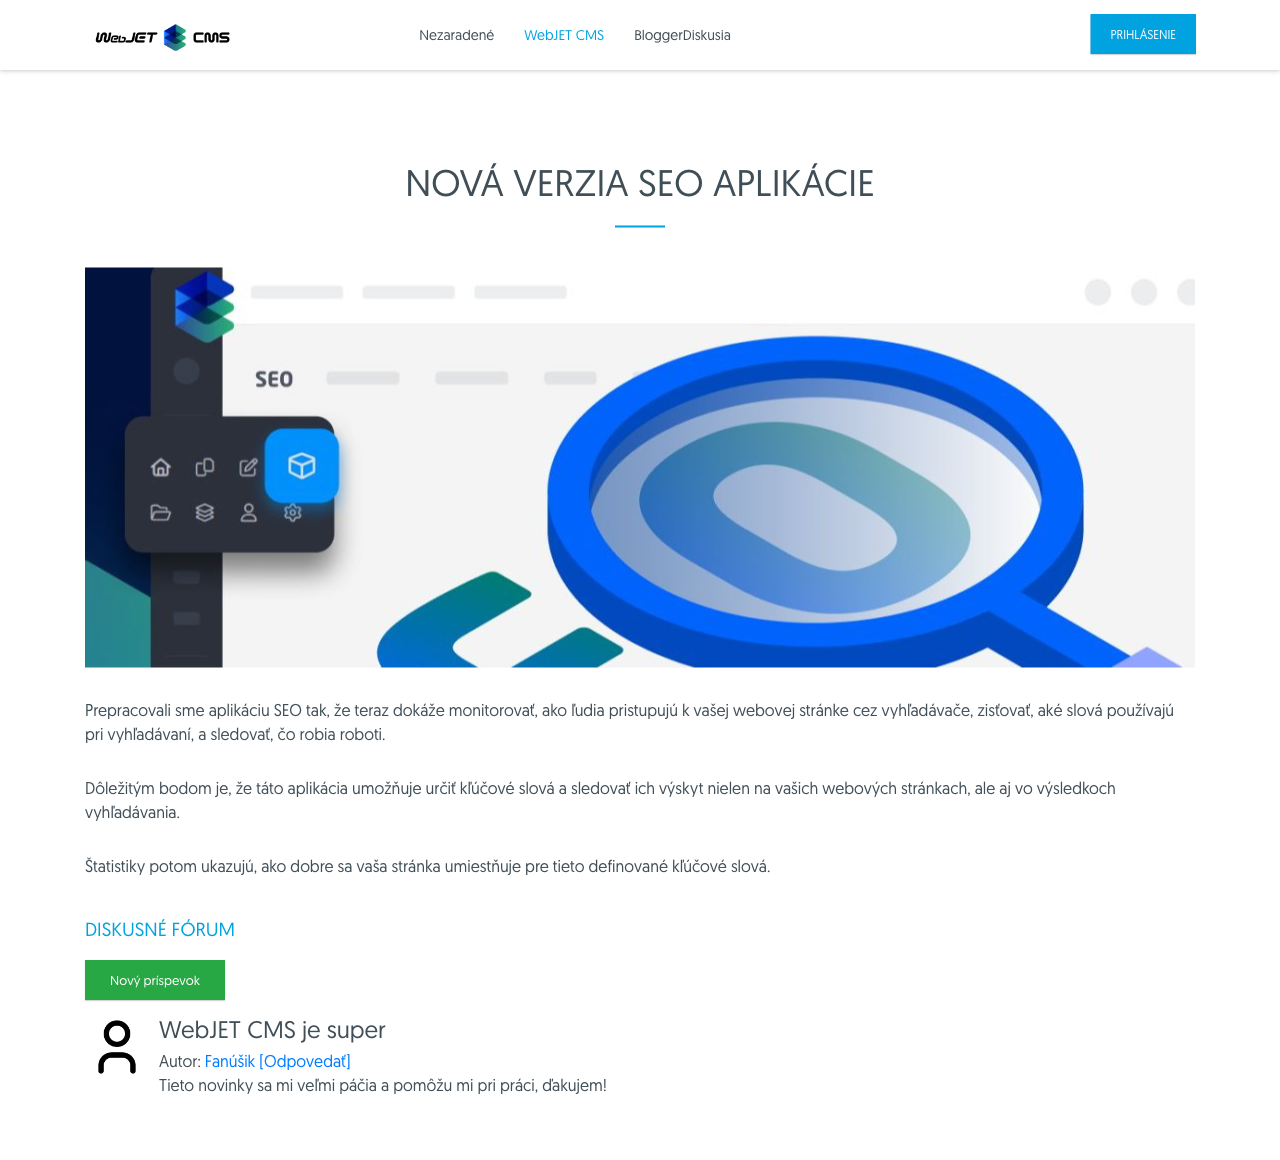 WebJET CMS
Nezaradené
WebJET CMS
BloggerDiskusia
PRIHLÁSENIE
NOVÁ VERZIA SEO APLIKÁCIE
SEO
Prepracovali sme aplikáciu SEO tak, že teraz dokáže monitorovať, ako ľudia pristupujú k vašej webovej stránke cez vyhľadávače, zisťovať, aké slová používajú
pri vyhľadávaní, a sledovať, čo robia roboti.
Dôležitým bodom je, že táto aplikácia umožňuje určiť kľúčové slová a sledovať ich výskyt nielen na vašich webových stránkach, ale aj vo výsledkoch
vyhľadávania.
Štatistiky potom ukazujú, ako dobre sa vaša stránka umiestňuje pre tieto definované kľúčové slová.
DISKUSNÉ FÓRUM
Nový príspevok
WebJET CMS je super
Autor: Fanúšik [Odpovedať]
Tieto novinky sa mi veľmi páčia a pomôžu mi pri práci, ďakujem!